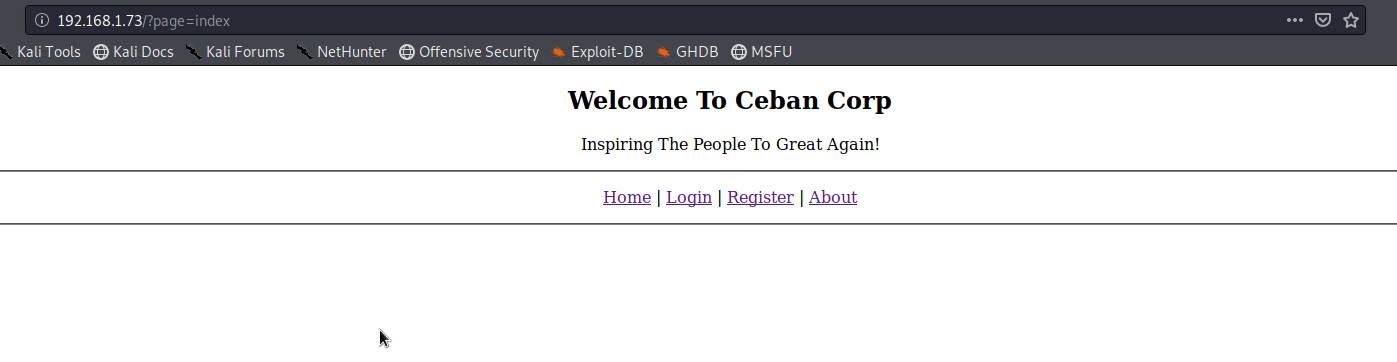 192.168.1.73/?page=index
Kali Tools Kali Docs Kali Forums NetHunter Offensive Security Exploit-DB GHDB MSFU
Welcome To Ceban Corp
Inspiring The People To Great Again!
Home | Login | Register | About